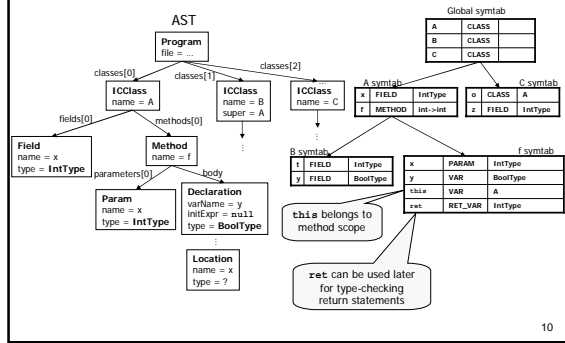 AST
Program
file = ...
classes[0]
classes[1]
classes[2]
ICClass
name = A
ICClass
name = B
super = A
...
ICClass
name = C
fields[0]
methods[0]
Field
name = x
type = IntType
Method
name = f
parameters[0]
body
Param
name = x
type = IntType
Declaration
varName = y
initExpr = null
type = BoolType
Location
name = x
type = ?
Global symtab
A CLASS
B CLASS
C CLASS
A symtab
x FIELD IntType
f METHOD int->int
C symtab
o CLASS A
z FIELD IntType
B symtab
t FIELD IntType
y FIELD BoolType
f symtab
x PARAM IntType
y VAR BoolType
this VAR A
ret RET_VAR IntType
this belongs to
method scope
ret can be used later
for type-checking
return statements
10